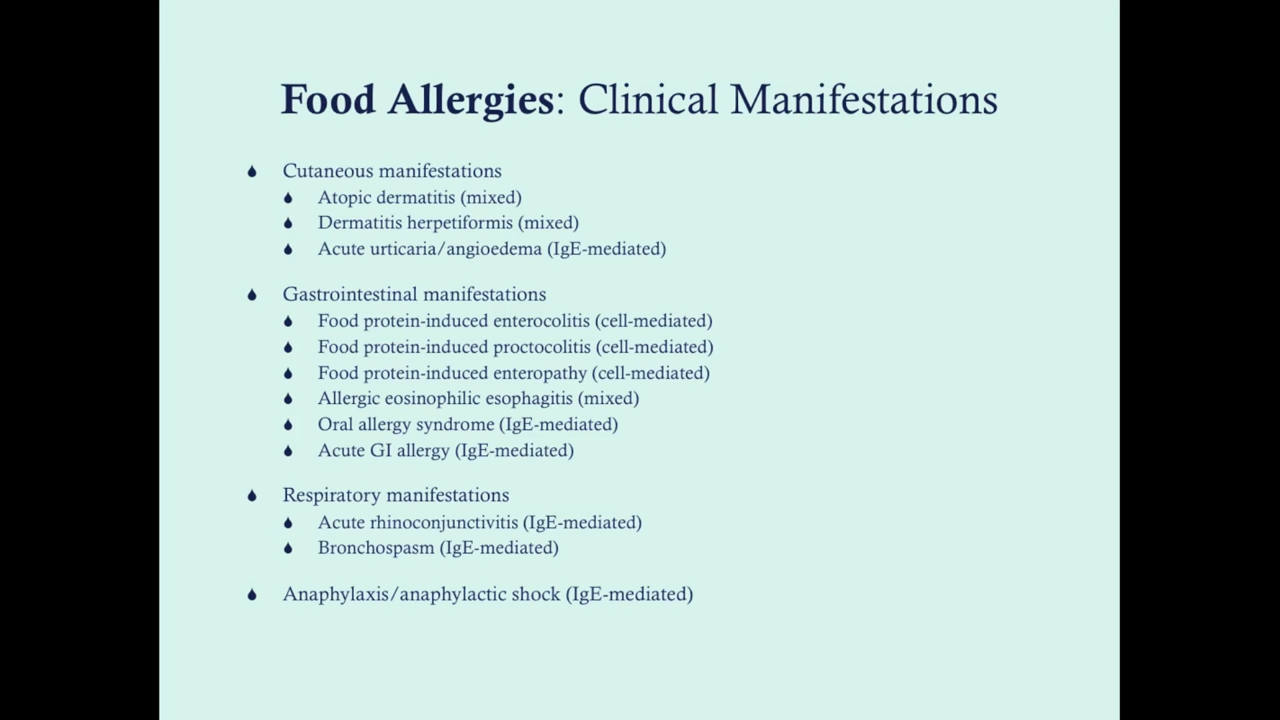 Food Allergies: Clinical Manifestations
Cutaneous manifestations
Atopic dermatitis (mixed)
Dermatitis herpetiformis (mixed)
Acute urticaria/angioedema (IgE-mediated)
Gastrointestinal manifestations
Food protein-induced enterocolitis (cell-mediated)
Food protein-induced proctocolitis (cell-mediated)
Food protein-induced enteropathy (cell-mediated)
Allergic eosinophilic esophagitis (mixed)
Oral allergy syndrome (IgE-mediated)
Acute GI allergy (IgE-mediated)
Respiratory manifestations
Acute rhinoconjunctivitis (IgE-mediated)
Bronchospasm (IgE-mediated)
Anaphylaxis/anaphylactic shock (IgE-mediated)